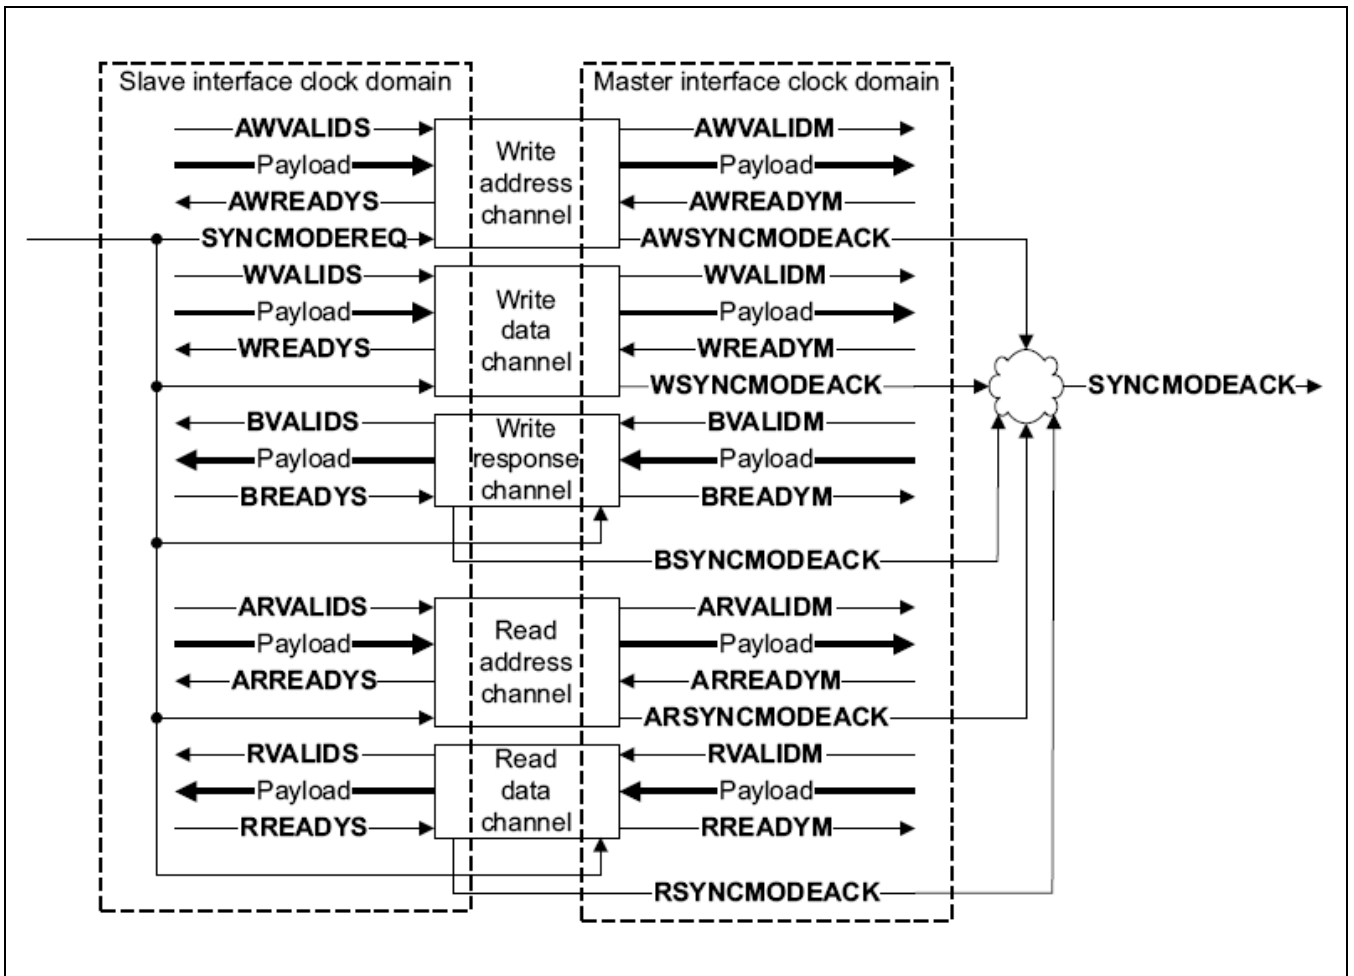 Slave interface clock domain
Master interface clock domain
AWVALIDS
Payload
AWREADYS
SYNCMODEREQ
Write
address
channel
AWVALIDM
Payload
AWREADYM
AWSYNCMODEACK
WVALIDS
Payload
WREADYS
Write
data
channel
WVALIDM
Payload
WREADYM
WSYNCMODEACK
SYNCMODEACK
BVALIDS
Payload
BREADYS
Write
response
channel
BVALIDM
Payload
BREADYM
BSYNCMODEACK
ARVALIDS
Payload
ARREADYS
Read
address
channel
ARVALIDM
Payload
ARREADYM
ARSYNCMODEACK
RVALIDS
Payload
RREADYS
Read
data
channel
RVALIDM
Payload
RREADYM
RSYNCMODEACK